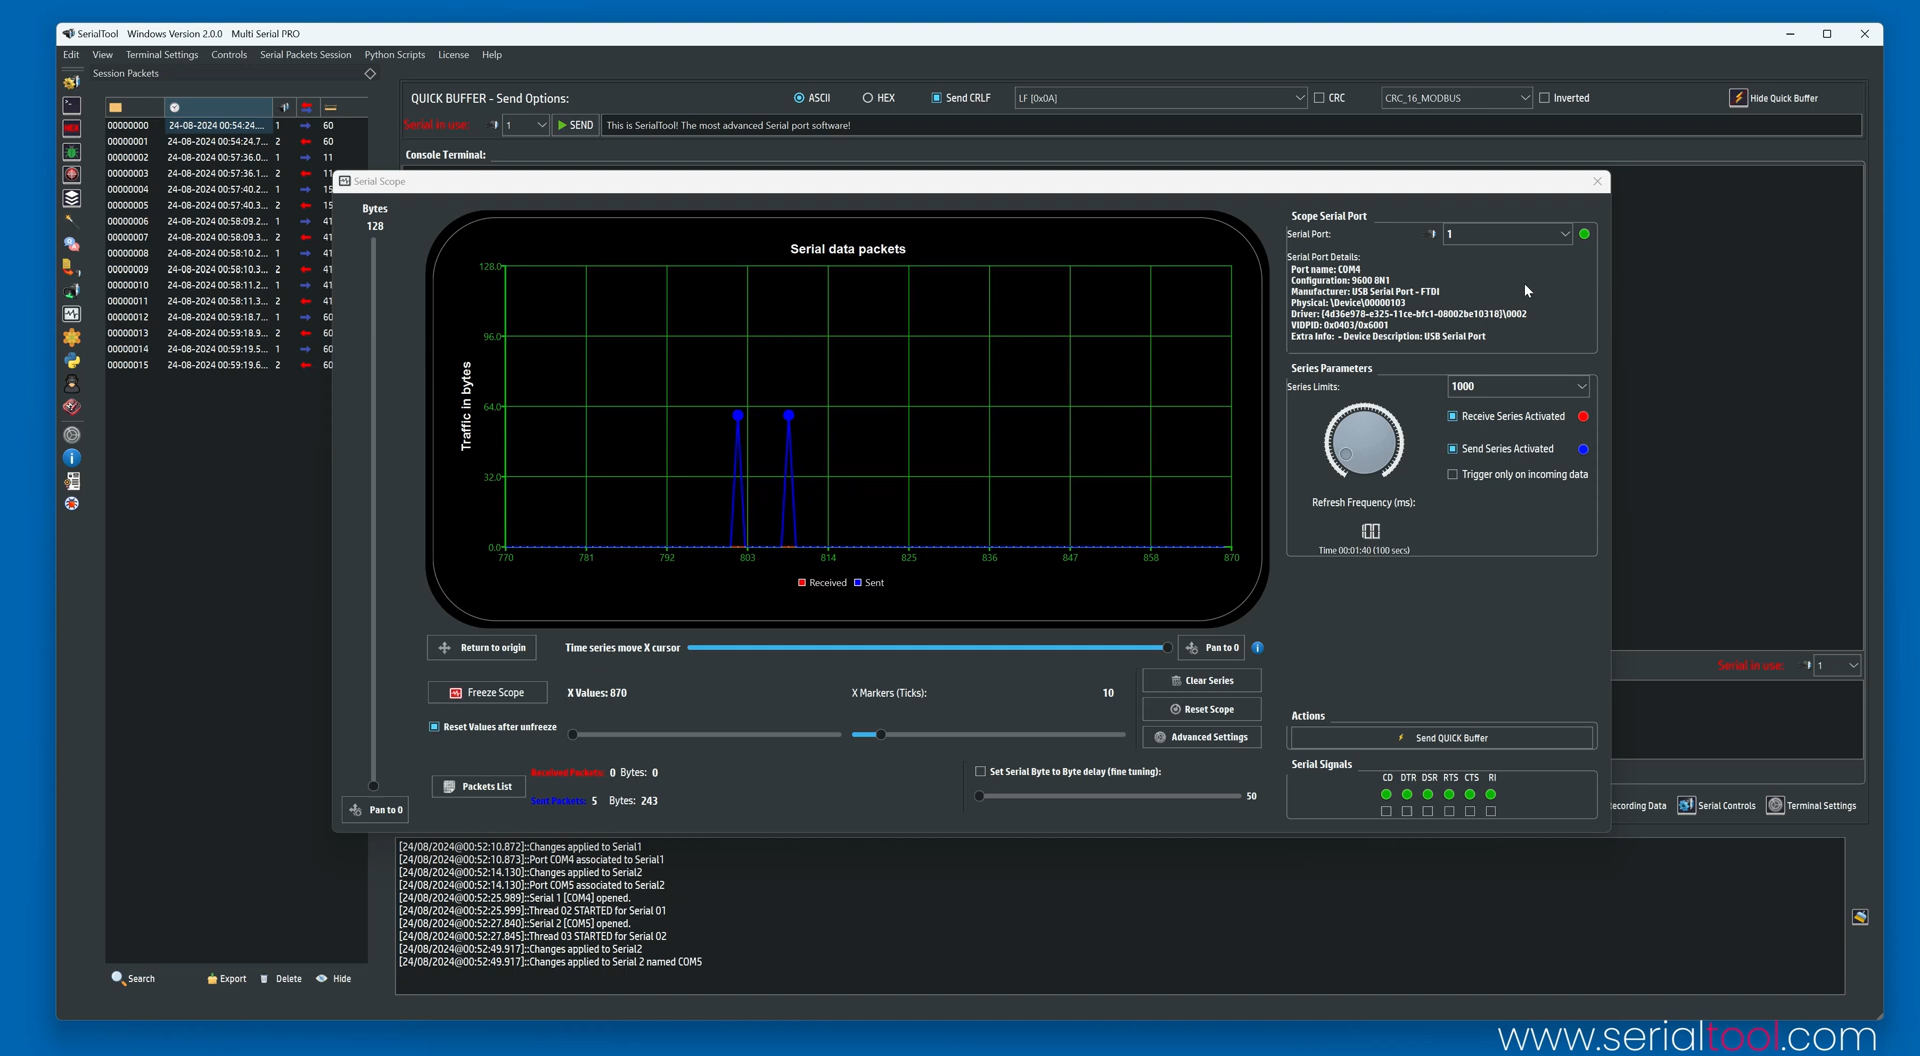 SerialTool Windows Version 2.0.0 Multi Serial PRO
Edit View Terminal Settings Controls Serial Packets Session Python Scripts License Help
Session Packets
QUICK BUFFER - Send Options: ASCII HEX Send CRLF LF [0x0A] CRC CRC_16_MODBUS Inverted Hide Quick Buffer
Serial in use: 1 SEND This is SerialTool! The most advanced Serial port software!
Console Terminal:
00000000 24-08-2024 00:54:24.... 1 60
00000001 24-08-2024 00:54:24.7... 2 60
00000002 24-08-2024 00:57:36.0... 1 11
00000003 24-08-2024 00:57:36.1... 2 11
00000004 24-08-2024 00:57:40.2... 1 15
00000005 24-08-2024 00:57:40.3... 2 15
00000006 24-08-2024 00:58:09.2... 1 41
00000007 24-08-2024 00:58:09.3... 2 41
00000008 24-08-2024 00:58:10.2... 1 41
00000009 24-08-2024 00:58:10.3... 2 41
00000010 24-08-2024 00:58:11.2... 1 41
00000011 24-08-2024 00:58:11.3... 2 41
00000012 24-08-2024 00:59:18.7... 1 60
00000013 24-08-2024 00:59:18.9... 2 60
00000014 24-08-2024 00:59:19.5... 1 60
00000015 24-08-2024 00:59:19.6... 2 60
HEX
Search Export Delete Hide
Serial Scope
Bytes
128
Pan to 0
Serial data packets
Traffic in bytes
128.0
96.0
64.0
32.0
0.0
770 781 792 803 814 825 836 847 858 870
Received Sent
Return to origin Time series move X cursor Pan to 0
Freeze Scope X Values: 870 X Markers (Ticks): 10
Clear Series
Reset Scope
Advanced Settings
Reset Values after unfreeze
Packets List
Received Packets: 0 Bytes: 0
Sent Packets: 5 Bytes: 243
Set Serial Byte to Byte delay (fine tuning):
50
Scope Serial Port
Serial Port: 1
Serial Port Details:
Port name: COM4
Configuration: 9600 8N1
Manufacturer: USB Serial Port - FTDI
Physical: \Device\00000103
Driver: {4d36e978-e325-11ce-bfc1-08002be10318}\0002
VIDPID: 0x0403/0x6001
Extra Info: - Device Description: USB Serial Port
Series Parameters
Series Limits: 1000
Receive Series Activated
Send Series Activated
Trigger only on incoming data
Refresh Frequency (ms):
100
Time 00:01:40 (100 secs)
Actions
Send QUICK Buffer
Serial Signals
CD DTR DSR RTS CTS RI
Serial in use: 1
ecording Data Serial Controls Terminal Settings
[24/08/2024@00:52:10.872]::Changes applied to Serial1
[24/08/2024@00:52:10.873]::Port COM4 associated to Serial1
[24/08/2024@00:52:14.130]::Changes applied to Serial2
[24/08/2024@00:52:14.130]::Port COM5 associated to Serial2
[24/08/2024@00:52:25.989]::Serial 1 [COM4] opened.
[24/08/2024@00:52:25.999]::Thread 02 STARTED for Serial 01
[24/08/2024@00:52:27.840]::Serial 2 [COM5] opened.
[24/08/2024@00:52:27.845]::Thread 03 STARTED for Serial 02
[24/08/2024@00:52:49.917]::Changes applied to Serial2
[24/08/2024@00:52:49.917]::Changes applied to Serial 2 named COM5
www.serialtool.com